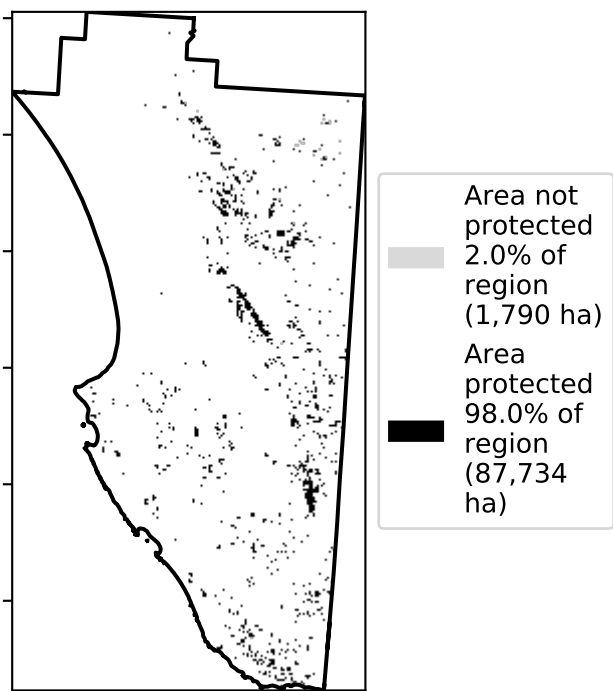 Area not
protected
2.0% of
region
(1,790 ha)
Area
protected
98.0% of
region
(87,734
ha)